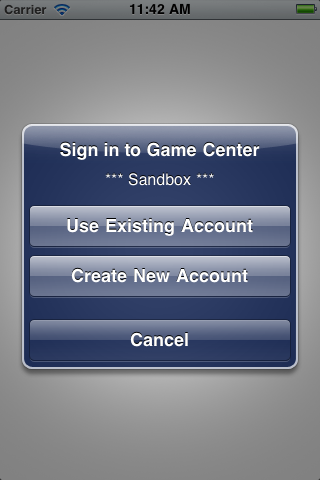 Carrier 11:42 AM
Sign in to Game Center
*** Sandbox ***
Use Existing Account
Create New Account
Cancel